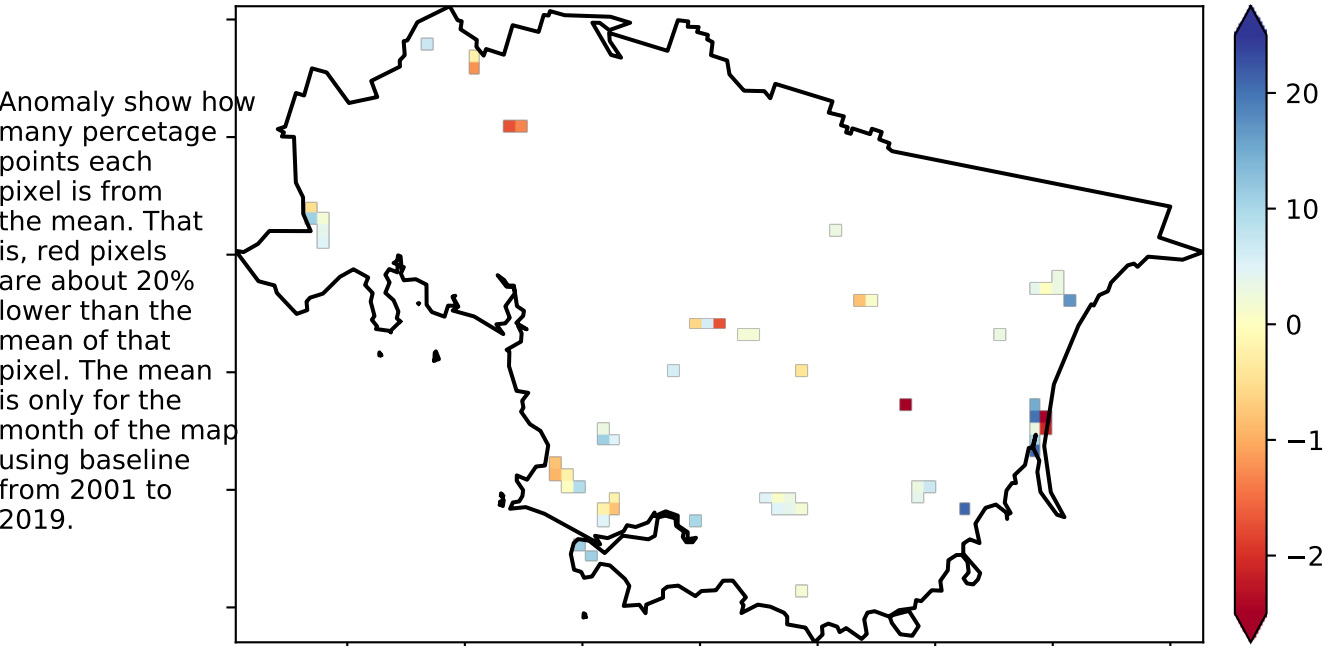 Anomaly show how
many percetage
points each
pixel is from
the mean. That
is, red pixels
are about 20%
lower than the
mean of that
pixel. The mean
is only for the
month of the map
using baseline
from 2001 to
2019.
20
10
0
−1
−2